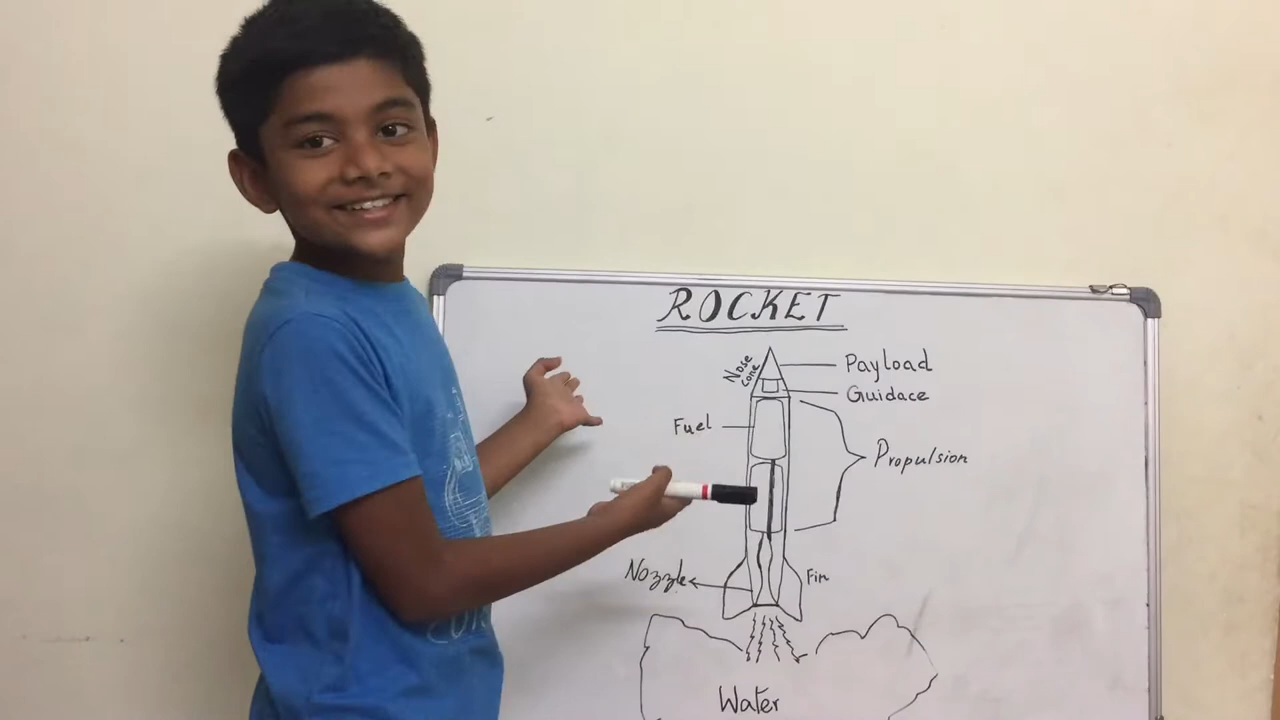 ROCKET
Nose cone
Payload
Guidace
Fuel
Propulsion
Nozzle
Fin
Water